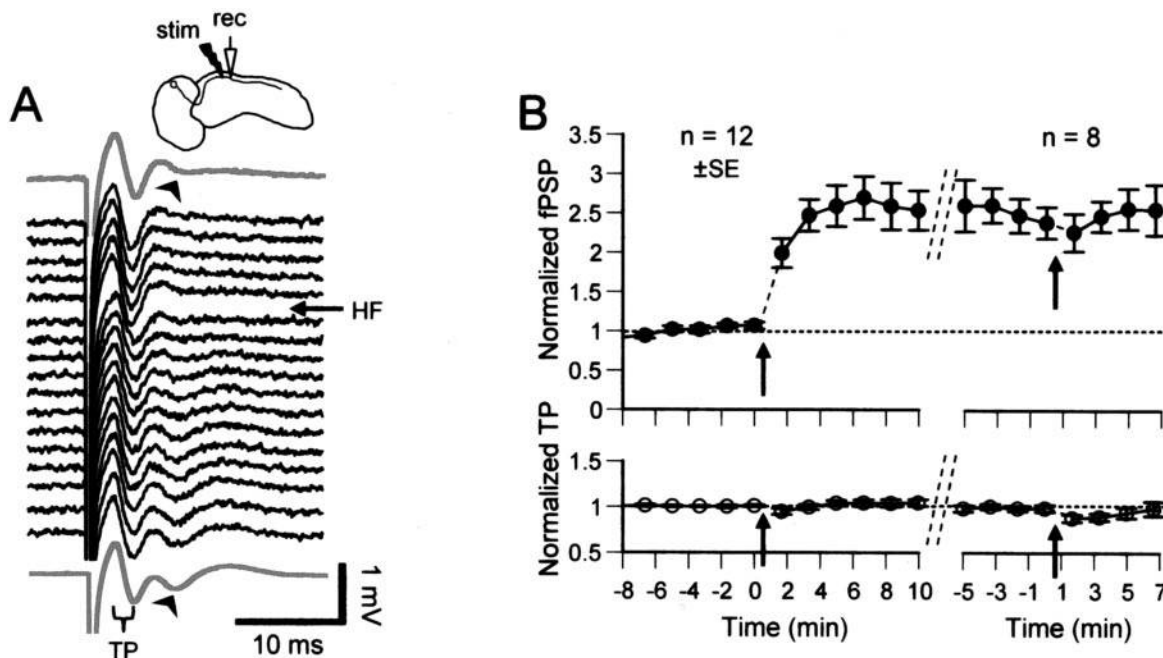 stim rec
A
HF
TP
10 ms
1 mV
B
n = 12
±SE
n = 8
Normalized fPSP
3.5
3
2.5
2
1.5
1
0.5
0
Normalized TP
1.5
1
0.5
-8 -6 -4 -2 0 2 4 6 8 10 -5 -3 -1 1 3 5 7
Time (min) Time (min)